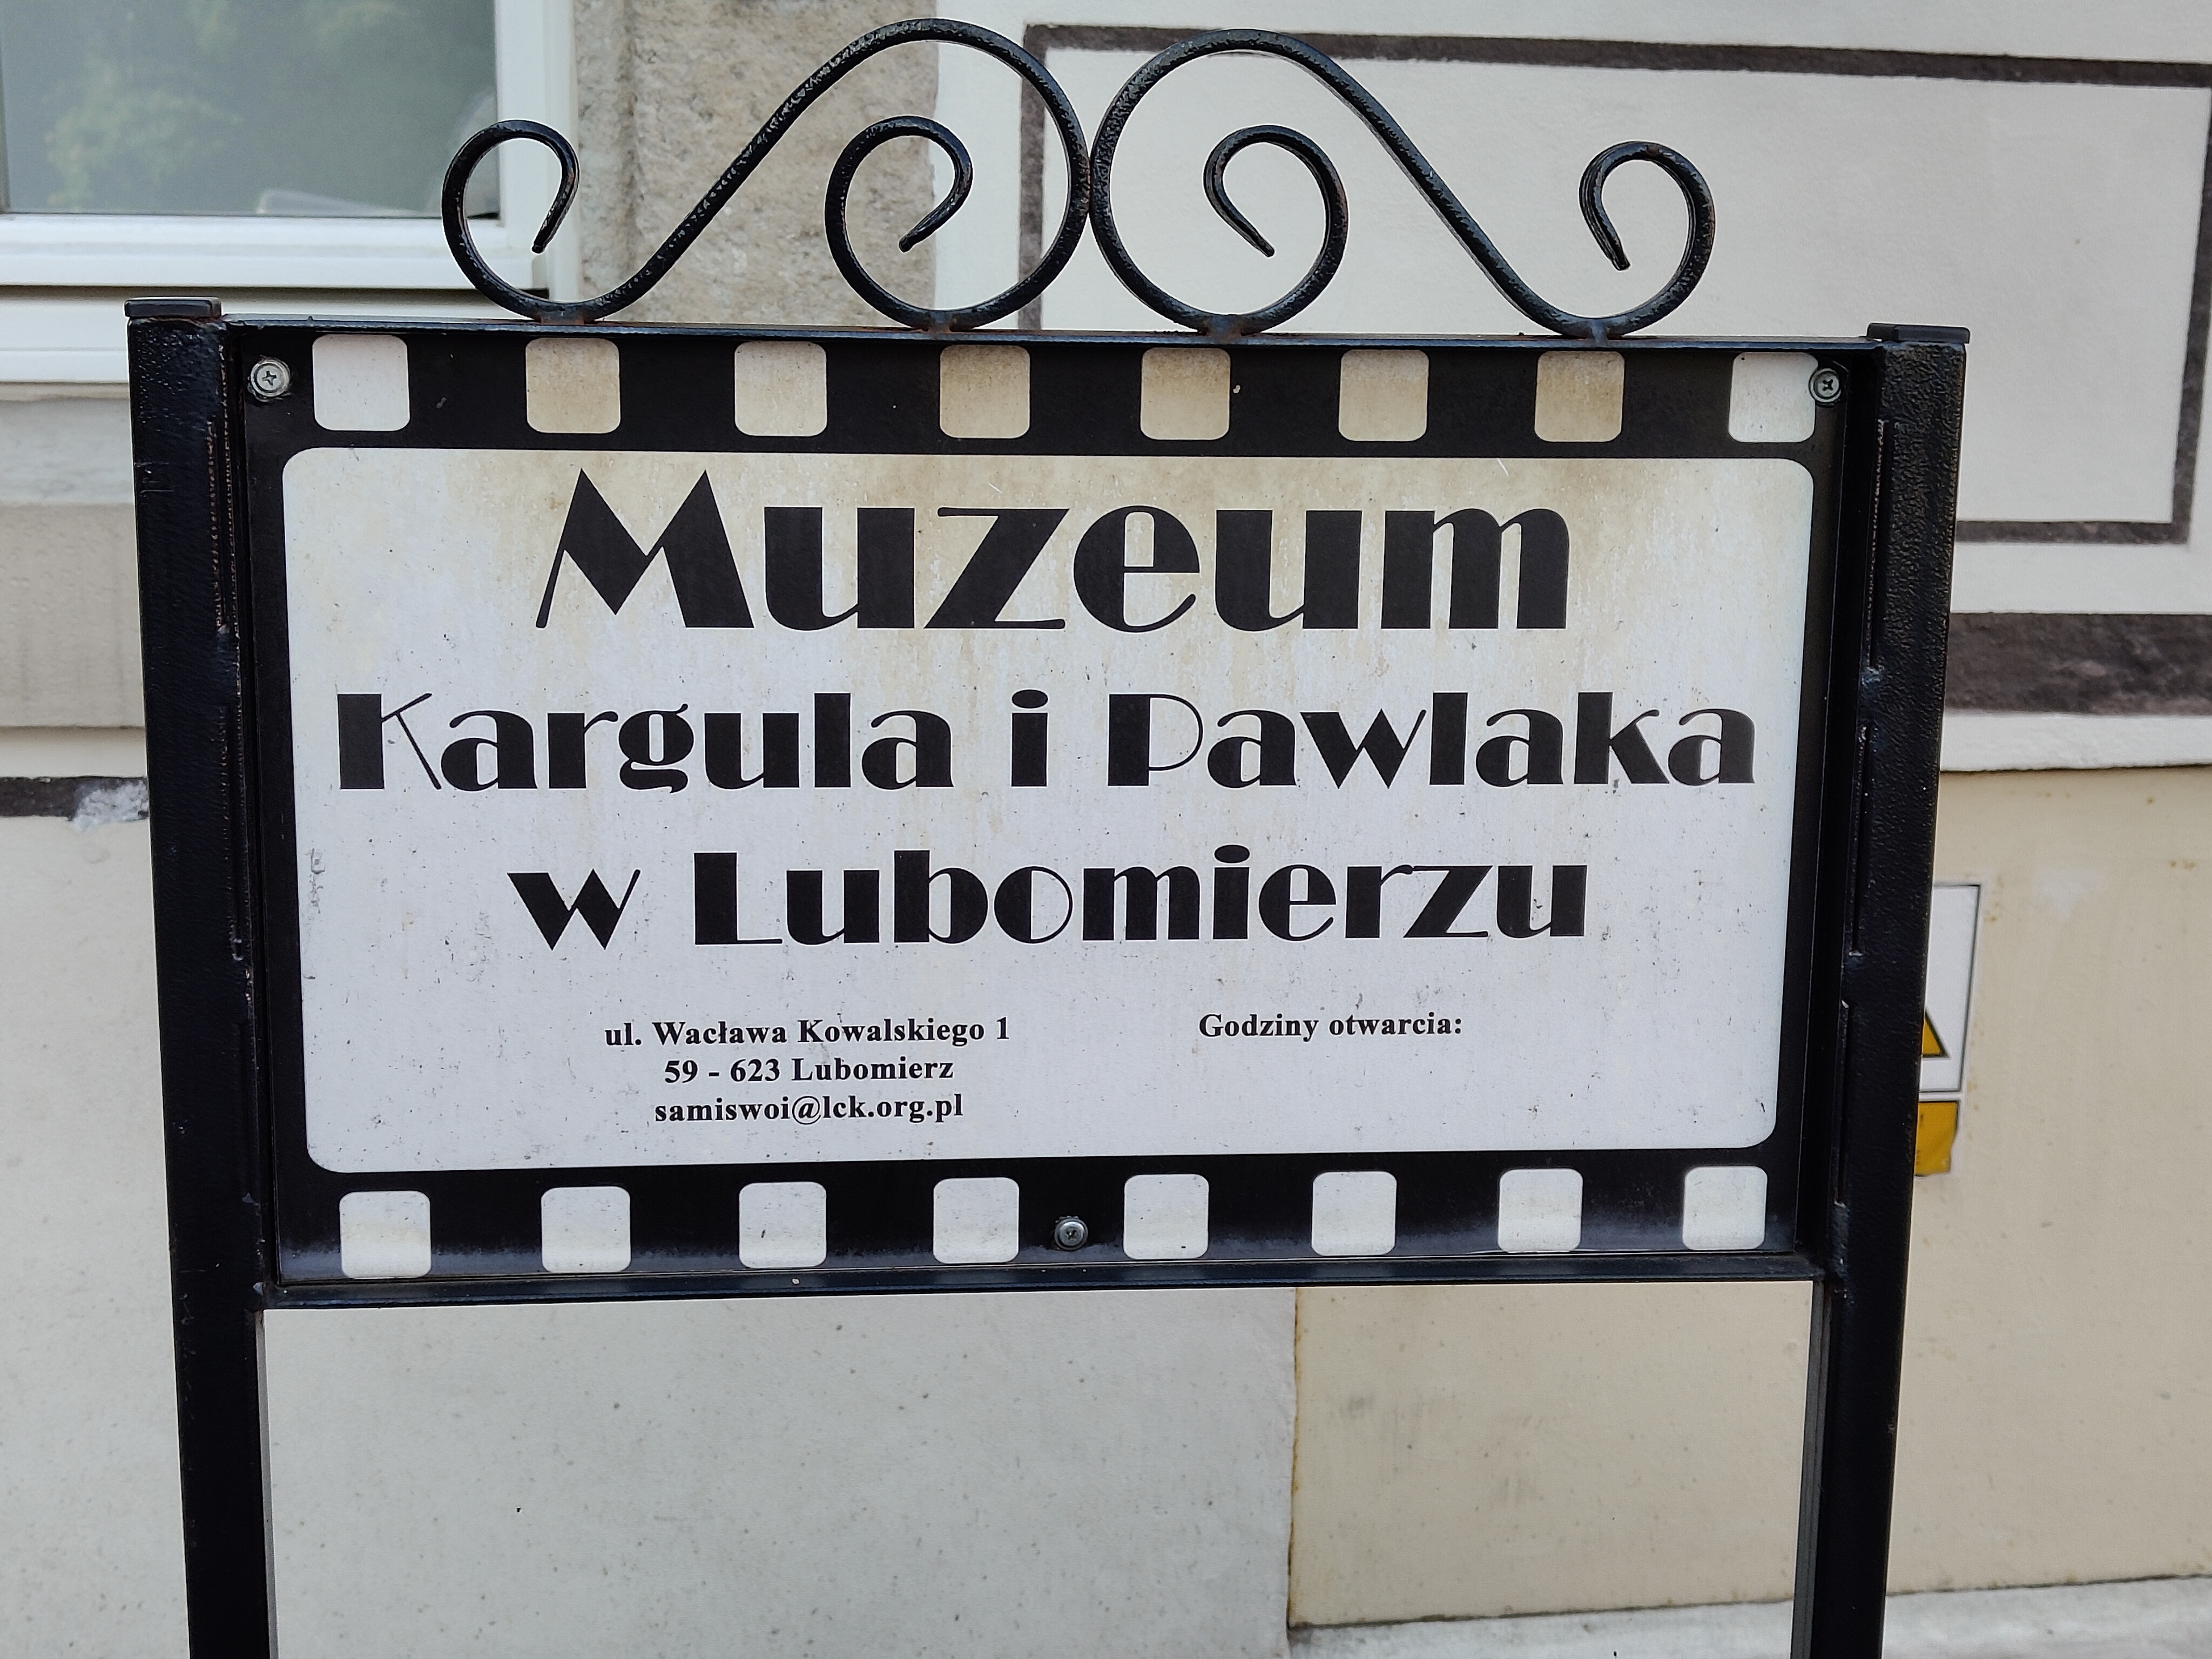 Muzeum
Kargula i Pawlaka
w Lubomierzu
ul. Wacława Kowalskiego 1
59 - 623 Lubomierz
samiswoi@lck.org.pl
Godziny otwarcia: